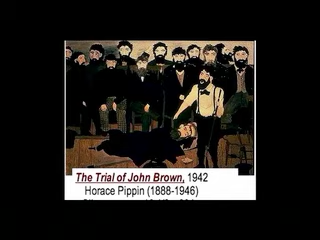 The Trial of John Brown, 1942
Horace Pippin (1888-1946)